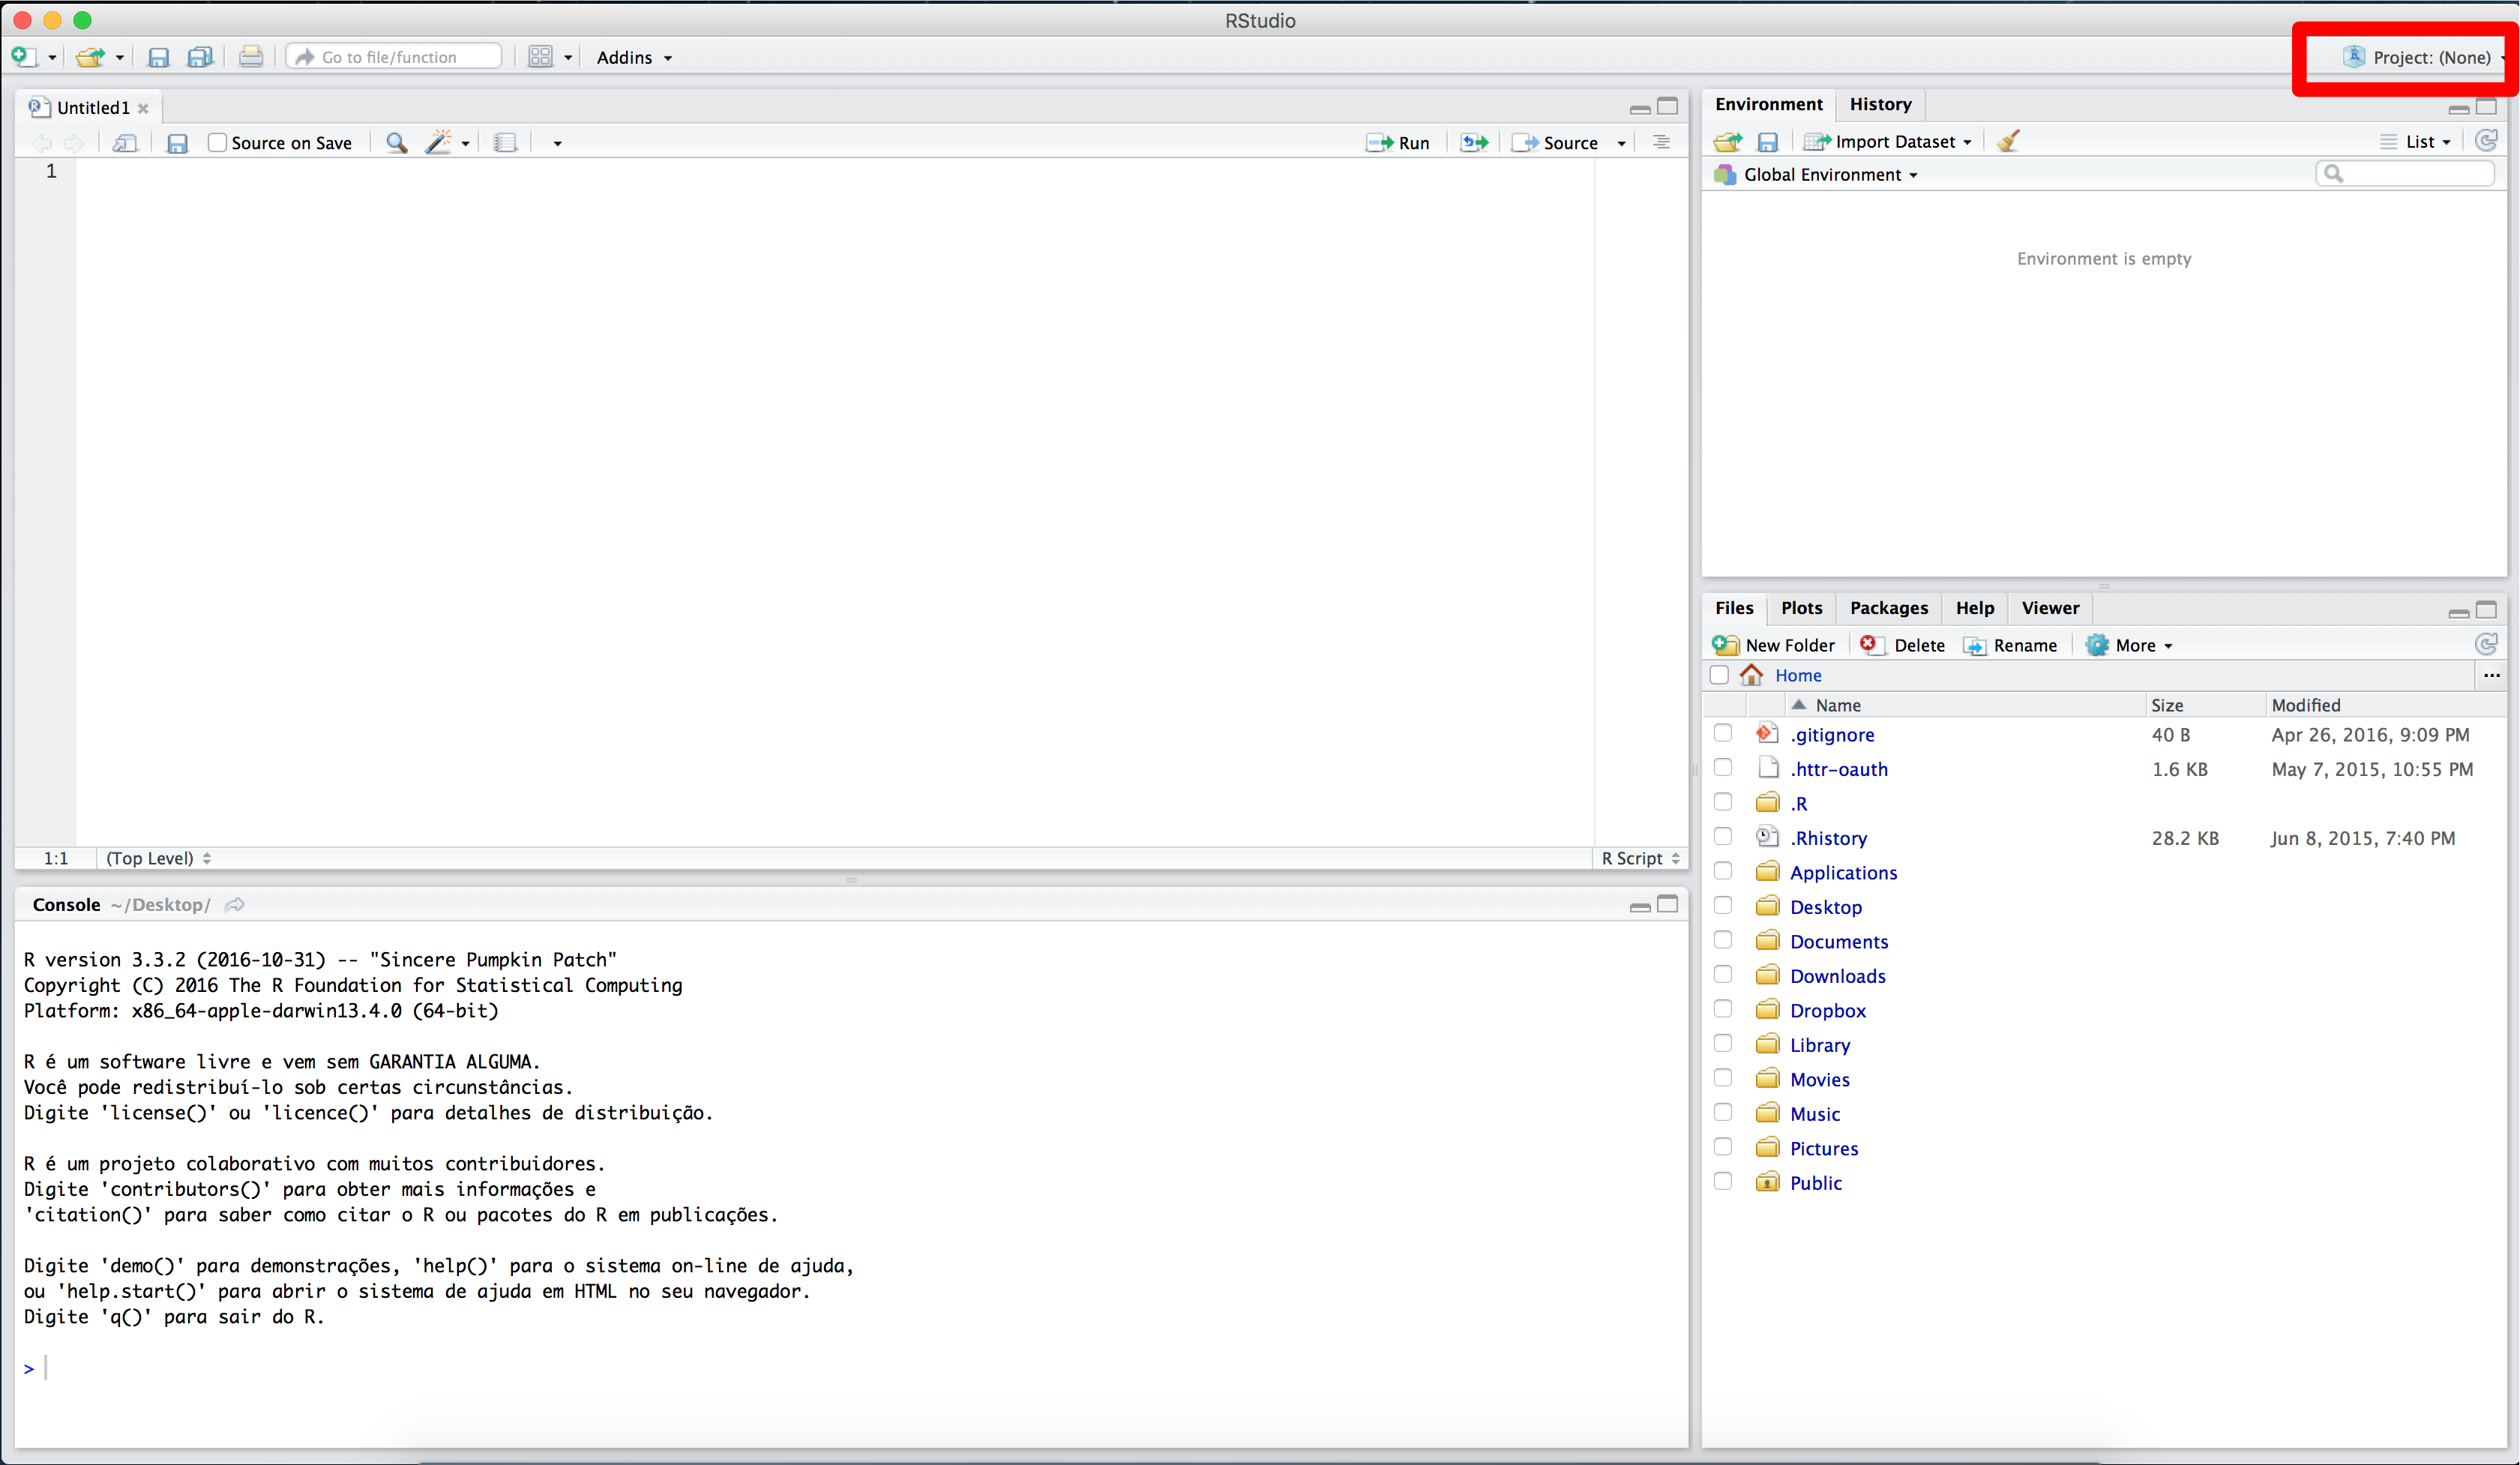 RStudio
Go to file/function
Addins
Project: (None)
Untitled1
Source on Save
Run
Source
1
1:1
(Top Level)
R Script
Console ~/Desktop/
R version 3.3.2 (2016-10-31) -- "Sincere Pumpkin Patch"
Copyright (C) 2016 The R Foundation for Statistical Computing
Platform: x86_64-apple-darwin13.4.0 (64-bit)
R é um software livre e vem sem GARANTIA ALGUMA.
Você pode redistribuí-lo sob certas circunstâncias.
Digite 'license()' ou 'licence()' para detalhes de distribuição.
R é um projeto colaborativo com muitos contribuidores.
Digite 'contributors()' para obter mais informações e
'citation()' para saber como citar o R ou pacotes do R em publicações.
Digite 'demo()' para demonstrações, 'help()' para o sistema on-line de ajuda,
ou 'help.start()' para abrir o sistema de ajuda em HTML no seu navegador.
Digite 'q()' para sair do R.
>
Environment History
Import Dataset
List
Global Environment
Environment is empty
Files Plots Packages Help Viewer
New Folder Delete Rename More
Home ...
Name Size Modified
.gitignore 40 B Apr 26, 2016, 9:09 PM
.httr-oauth 1.6 KB May 7, 2015, 10:55 PM
.R
.Rhistory 28.2 KB Jun 8, 2015, 7:40 PM
Applications
Desktop
Documents
Downloads
Dropbox
Library
Movies
Music
Pictures
Public